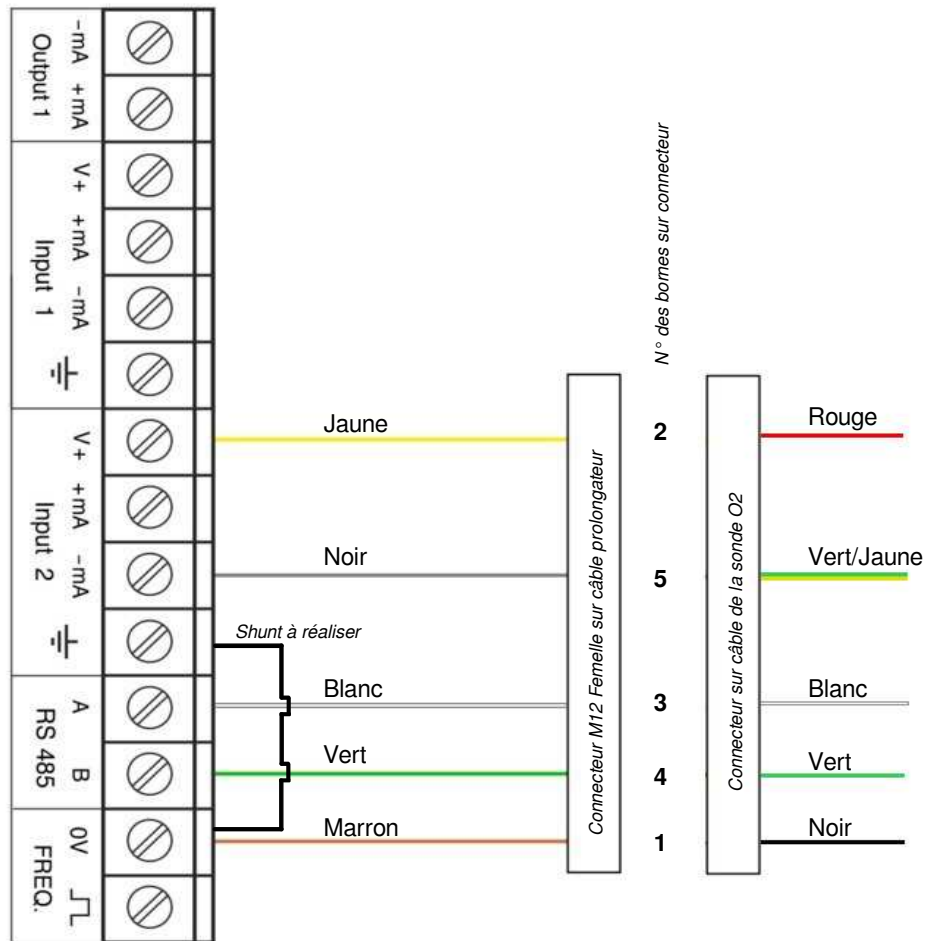 Output 1
-mA
+mA
Input 1
V+
+mA
-mA
Input 2
V+
+mA
-mA
RS 485
A
B
FREQ.
0V
Jaune
Noir
Shunt à réaliser
Blanc
Vert
Marron
Connecteur M12 Femelle sur câble prolongateur
N° des bornes sur connecteur
2
5
3
4
1
Connecteur sur câble de la sonde O2
Rouge
Vert/Jaune
Blanc
Vert
Noir